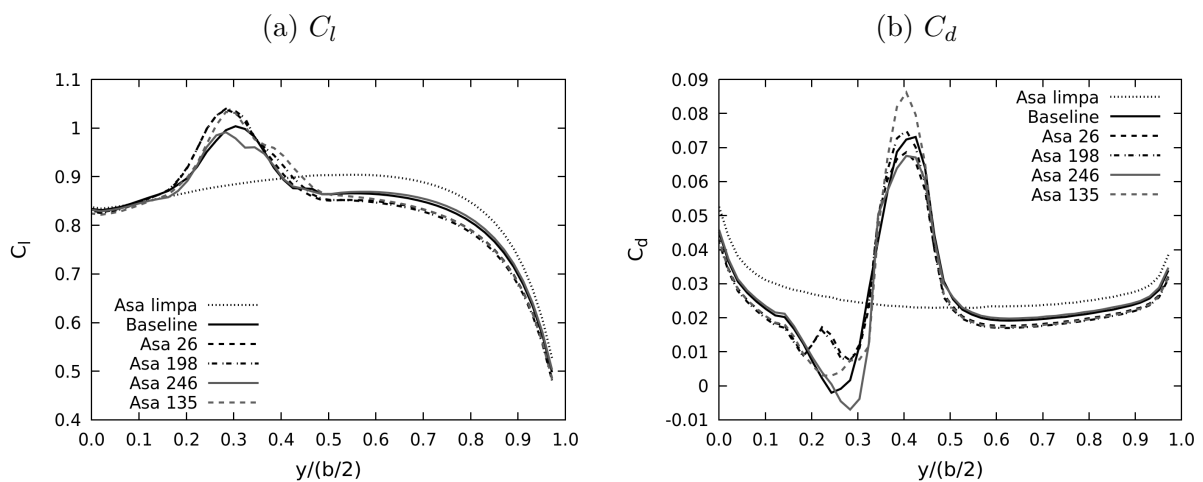 (a) C_l
1.1
1
0.9
0.8
0.7
0.6
0.5
0.4
C_l
Asa limpa
Baseline
Asa 26
Asa 198
Asa 246
Asa 135
0.0 0.1 0.2 0.3 0.4 0.5 0.6 0.7 0.8 0.9 1.0
y/(b/2)
(b) C_d
0.09
0.08
0.07
0.06
0.05
0.04
0.03
0.02
0.01
0
-0.01
C_d
Asa limpa
Baseline
Asa 26
Asa 198
Asa 246
Asa 135
0.0 0.1 0.2 0.3 0.4 0.5 0.6 0.7 0.8 0.9 1.0
y/(b/2)